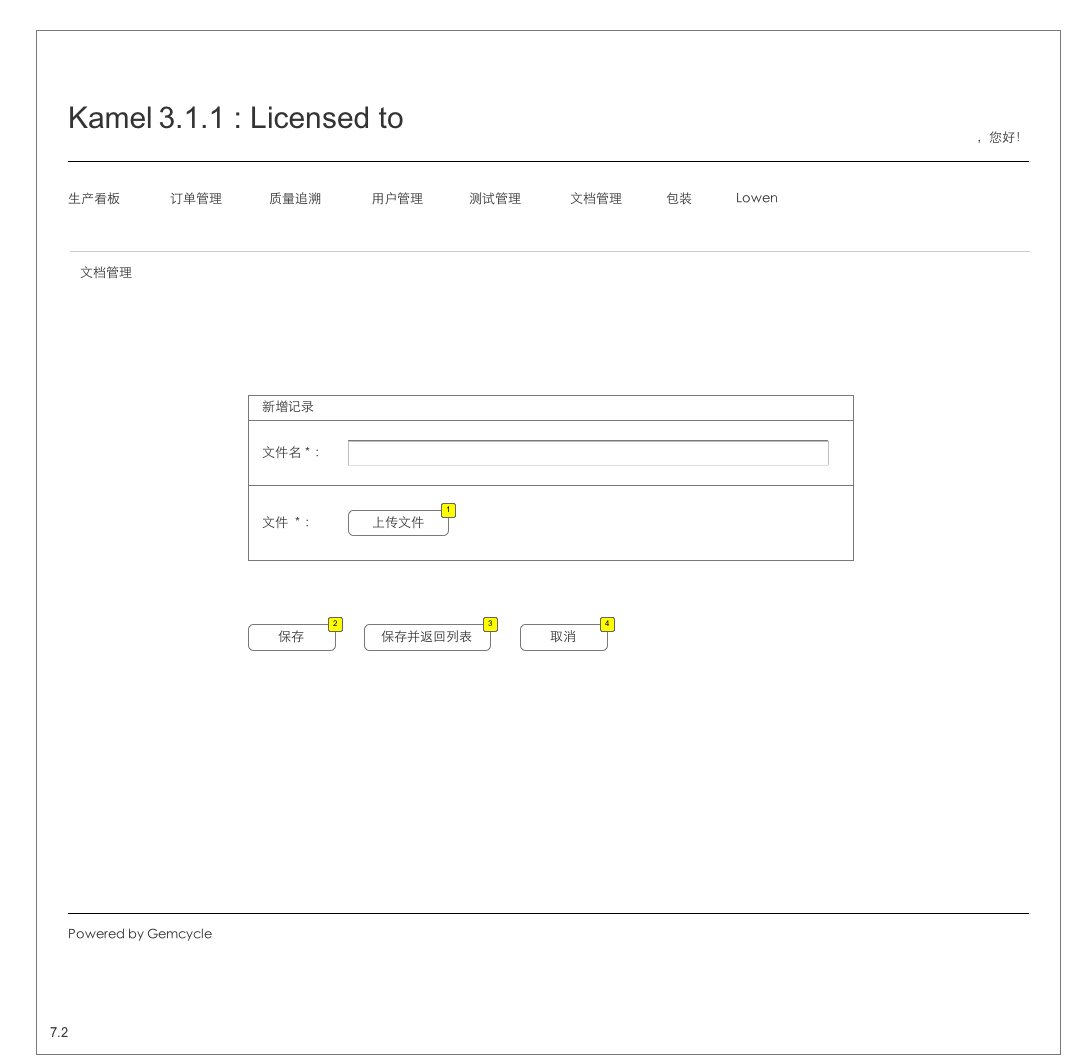 Kamel 3.1.1 : Licensed to
，您好!
生产看板 订单管理 质量追溯 用户管理 测试管理 文档管理 包装 Lowen
文档管理
新增记录
文件名 * :
文件 * :
上传文件 1
保存 2 保存并返回列表 3 取消 4
Powered by Gemcycle
7.2